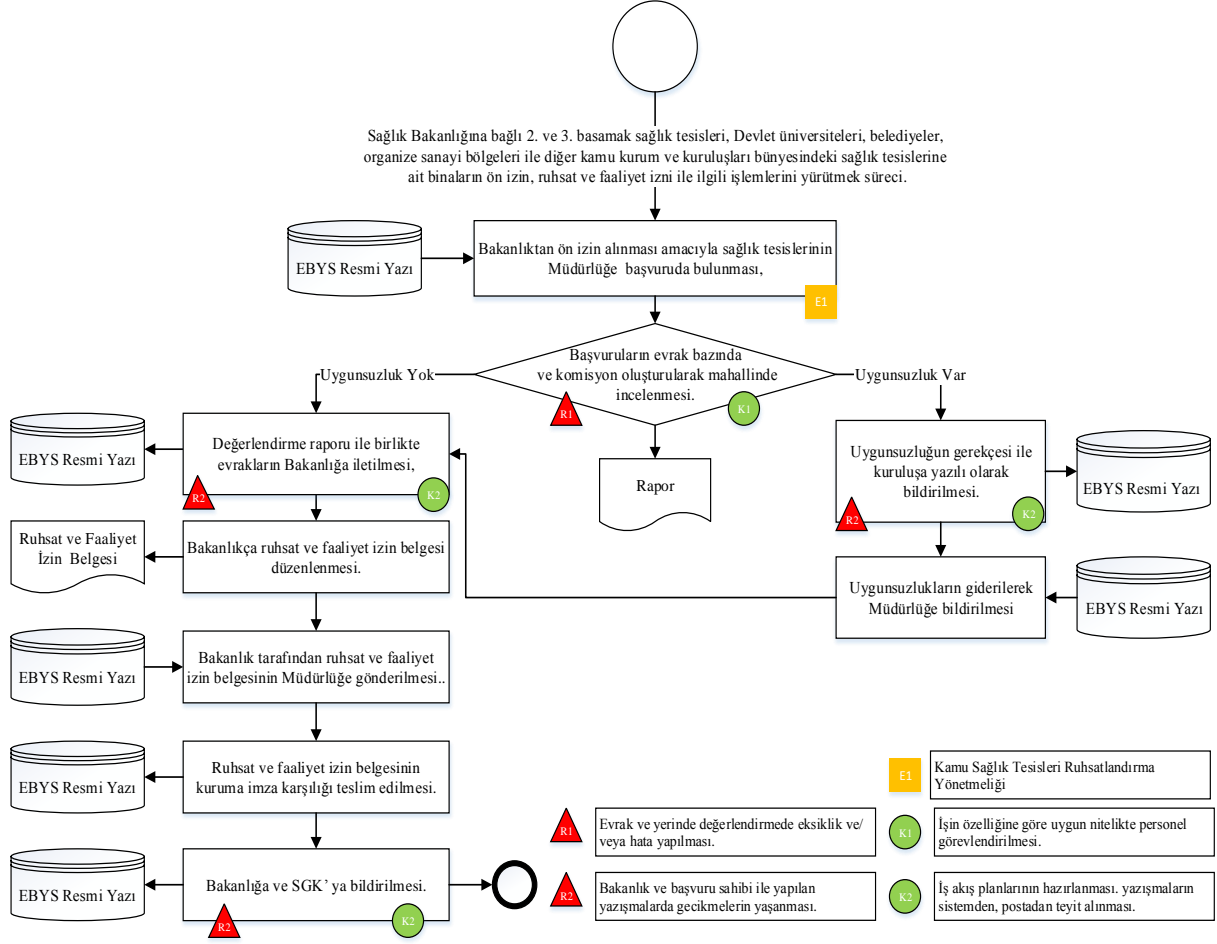 Sağlık Bakanlığına bağlı 2. ve 3. basamak sağlık tesisleri, Devlet üniversiteleri, belediyeler,
organize sanayi bölgeleri ile diğer kamu kurum ve kuruluşları bünyesindeki sağlık tesislerine
ait binaların ön izin, ruhsat ve faaliyet izni ile ilgili işlemlerini yürütmek süreci.
EBYS Resmi Yazı
Bakanlıktan ön izin alınması amacıyla sağlık tesislerinin
Müdürlüğe başvuruda bulunması,
E1
Başvuruların evrak bazında
ve komisyon oluşturularak mahallinde
incelenmesi.
R1
K1
Uygunsuzluk Yok
Uygunsuzluk Var
EBYS Resmi Yazı
Değerlendirme raporu ile birlikte
evrakların Bakanlığa iletilmesi,
R2
K2
Rapor
Uygunsuzluğun gerekçesi ile
kuruluşa yazılı olarak
bildirilmesi.
R2
K2
EBYS Resmi Yazı
Ruhsat ve Faaliyet
İzin Belgesi
Bakanlıkça ruhsat ve faaliyet izin belgesi
düzenlenmesi.
Uygunsuzlukların giderilerek
Müdürlüğe bildirilmesi
EBYS Resmi Yazı
EBYS Resmi Yazı
Bakanlık tarafından ruhsat ve faaliyet
izin belgesinin Müdürlüğe gönderilmesi..
EBYS Resmi Yazı
Ruhsat ve faaliyet izin belgesinin
kuruma imza karşılığı teslim edilmesi.
EBYS Resmi Yazı
Bakanlığa ve SGK’ ya bildirilmesi.
R2
K2
E1
Kamu Sağlık Tesisleri Ruhsatlandırma
Yönetmeliği
R1
Evrak ve yerinde değerlendirmede eksiklik ve/
veya hata yapılması.
K1
İşin özelliğine göre uygun nitelikte personel
görevlendirilmesi.
R2
Bakanlık ve başvuru sahibi ile yapılan
yazışmalarda gecikmelerin yaşanması.
K2
İş akış planlarının hazırlanması. yazışmaların
sistemden, postadan teyit alınması.